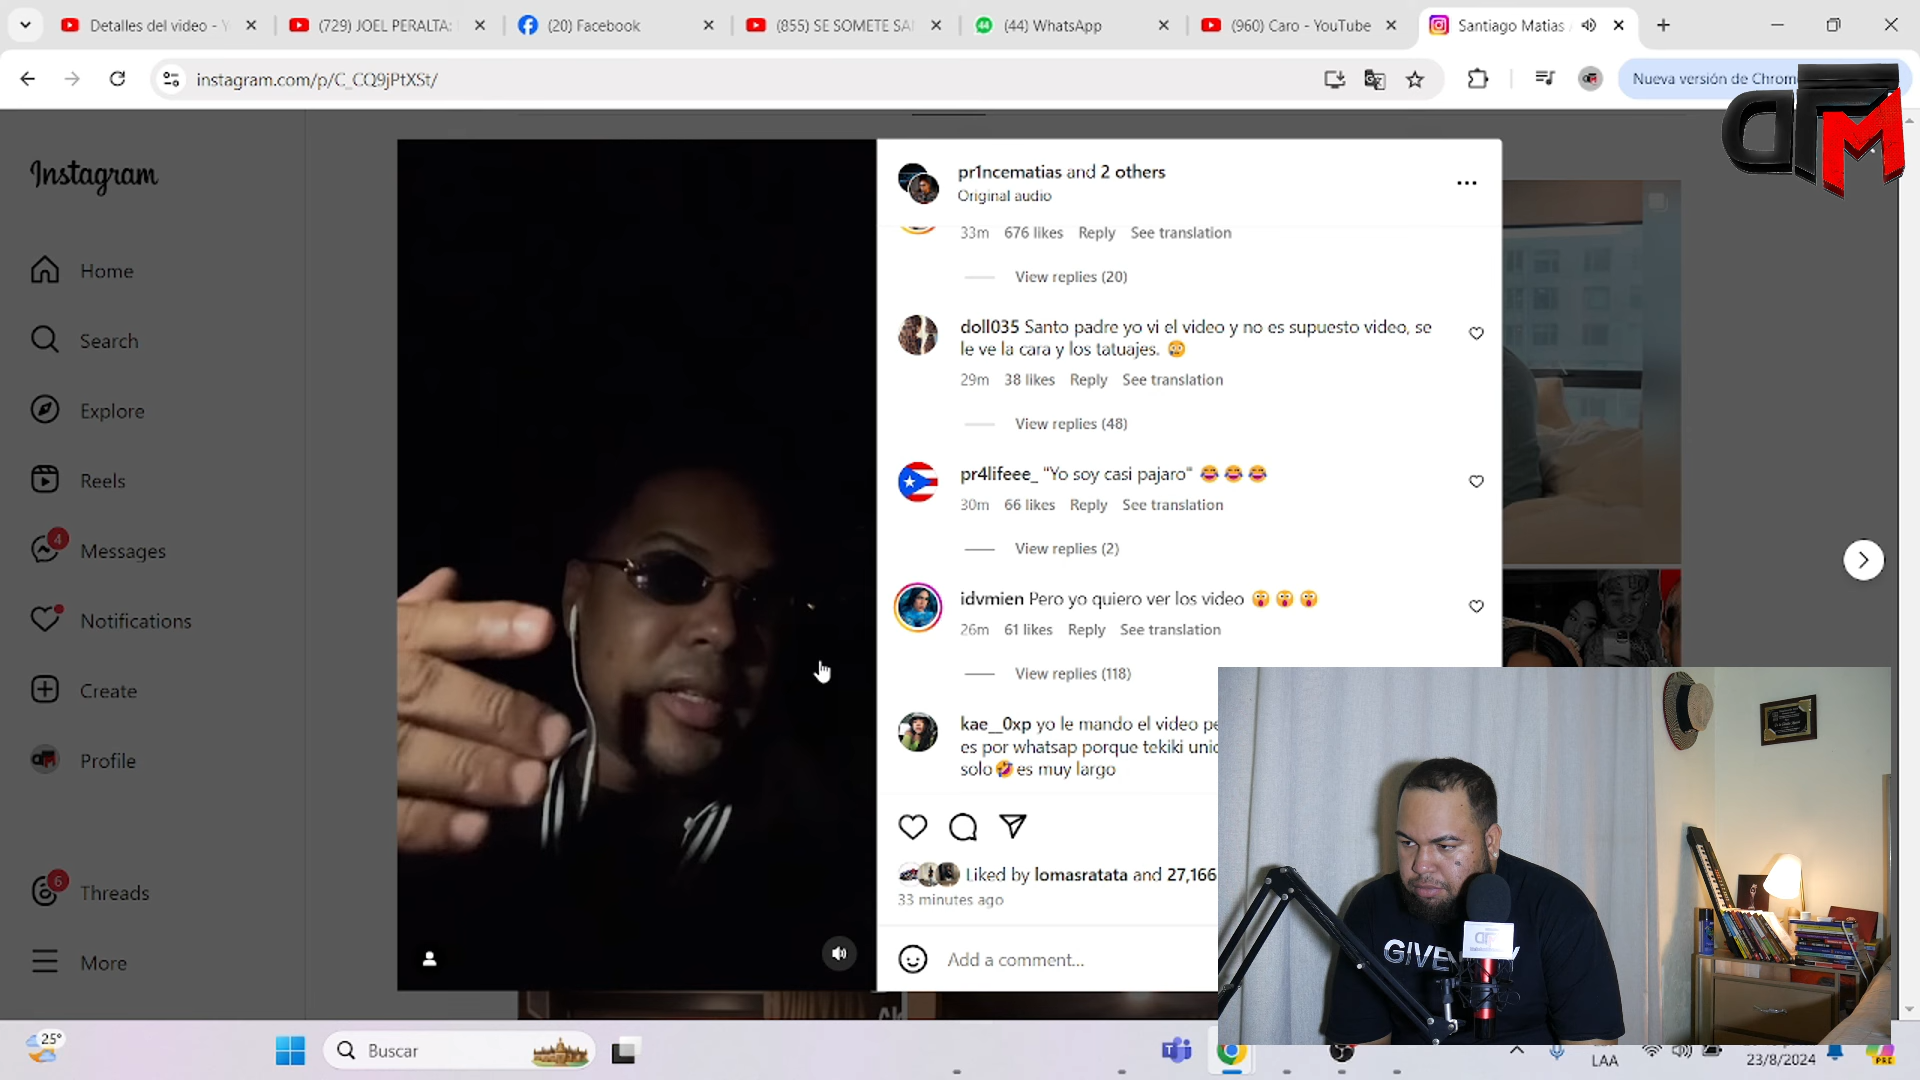 Detalles del video - Y
(729) JOEL PERALTA:
(20) Facebook
(855) SE SOMETE SA
(44) WhatsApp
(960) Caro - YouTube
Santiago Matias
instagram.com/p/C_CQ9jPtXSt/
Nueva versión de Chrom
Instagram
Home
Search
Explore
Reels
4
Messages
Notifications
Create
Profile
6
Threads
More
pr1ncematias and 2 others
Original audio
33m 676 likes Reply See translation
View replies (20)
doll035 Santo padre yo vi el video y no es supuesto video, se
le ve la cara y los tatuajes. 😨
29m 38 likes Reply See translation
View replies (48)
pr4lifeee_ "Yo soy casi pajaro" 😂😂😂
30m 66 likes Reply See translation
View replies (2)
idvmien Pero yo quiero ver los video 😲😲😲
26m 61 likes Reply See translation
View replies (118)
kae__0xp yo le mando el video pe
es por whatsap porque tekiki unic
solo🤣es muy largo
Liked by lomasratata and 27,166
33 minutes ago
Add a comment...
25°
Buscar
LAA
23/8/2024